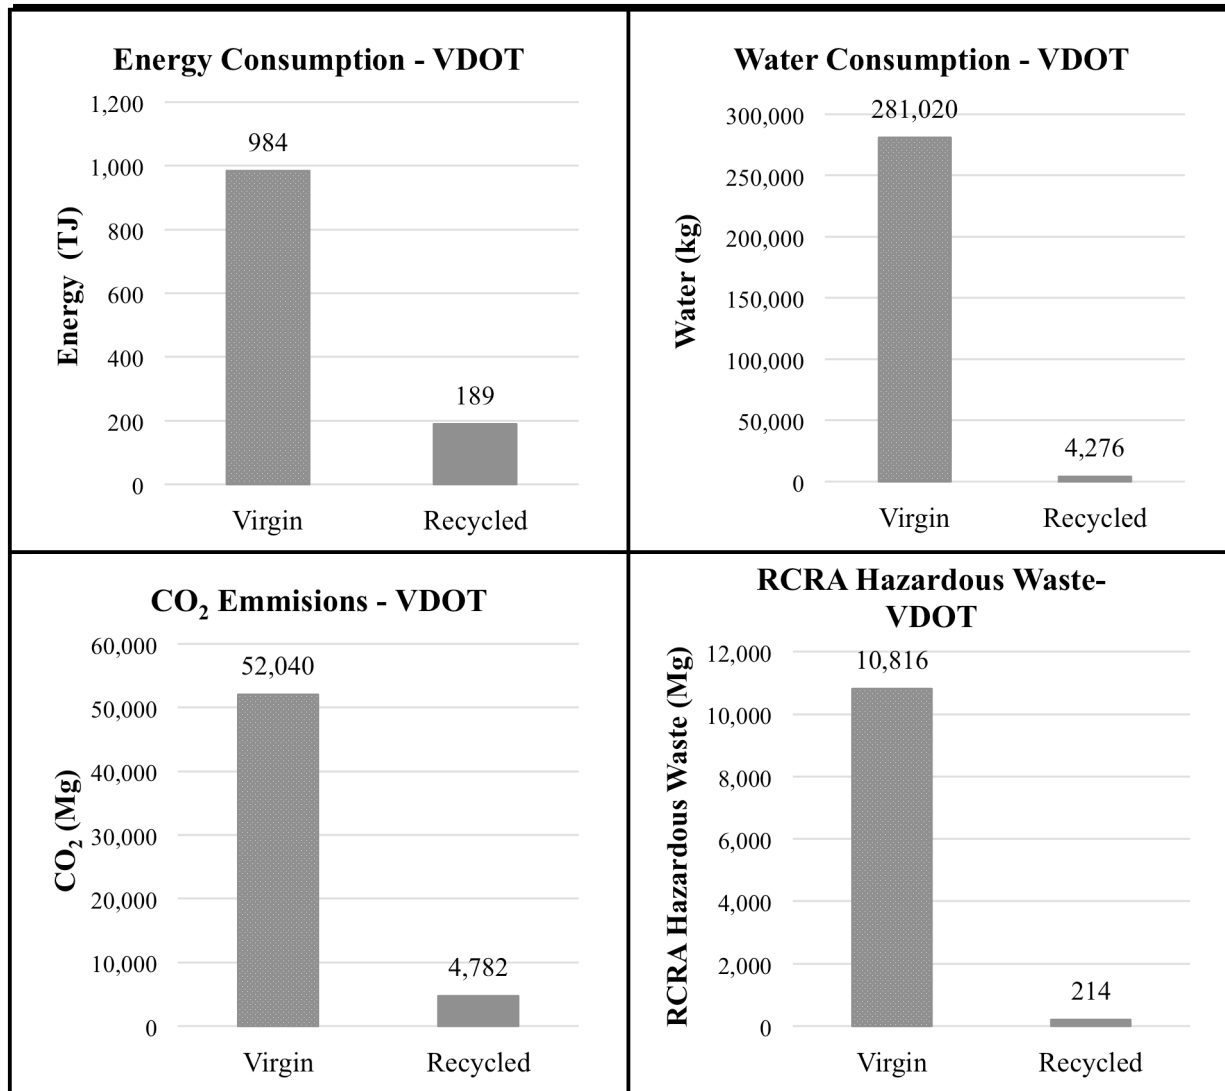 Energy Consumption - VDOT
1,200
1,000
800
600
400
200
0
Energy (TJ)
984
189
Virgin
Recycled
Water Consumption - VDOT
300,000
250,000
200,000
150,000
100,000
50,000
0
Water (kg)
281,020
4,276
Virgin
Recycled
CO₂ Emmisions - VDOT
60,000
50,000
40,000
30,000
20,000
10,000
0
CO₂ (Mg)
52,040
4,782
Virgin
Recycled
RCRA Hazardous Waste-
VDOT
12,000
10,000
8,000
6,000
4,000
2,000
0
RCRA Hazardous Waste (Mg)
10,816
214
Virgin
Recycled